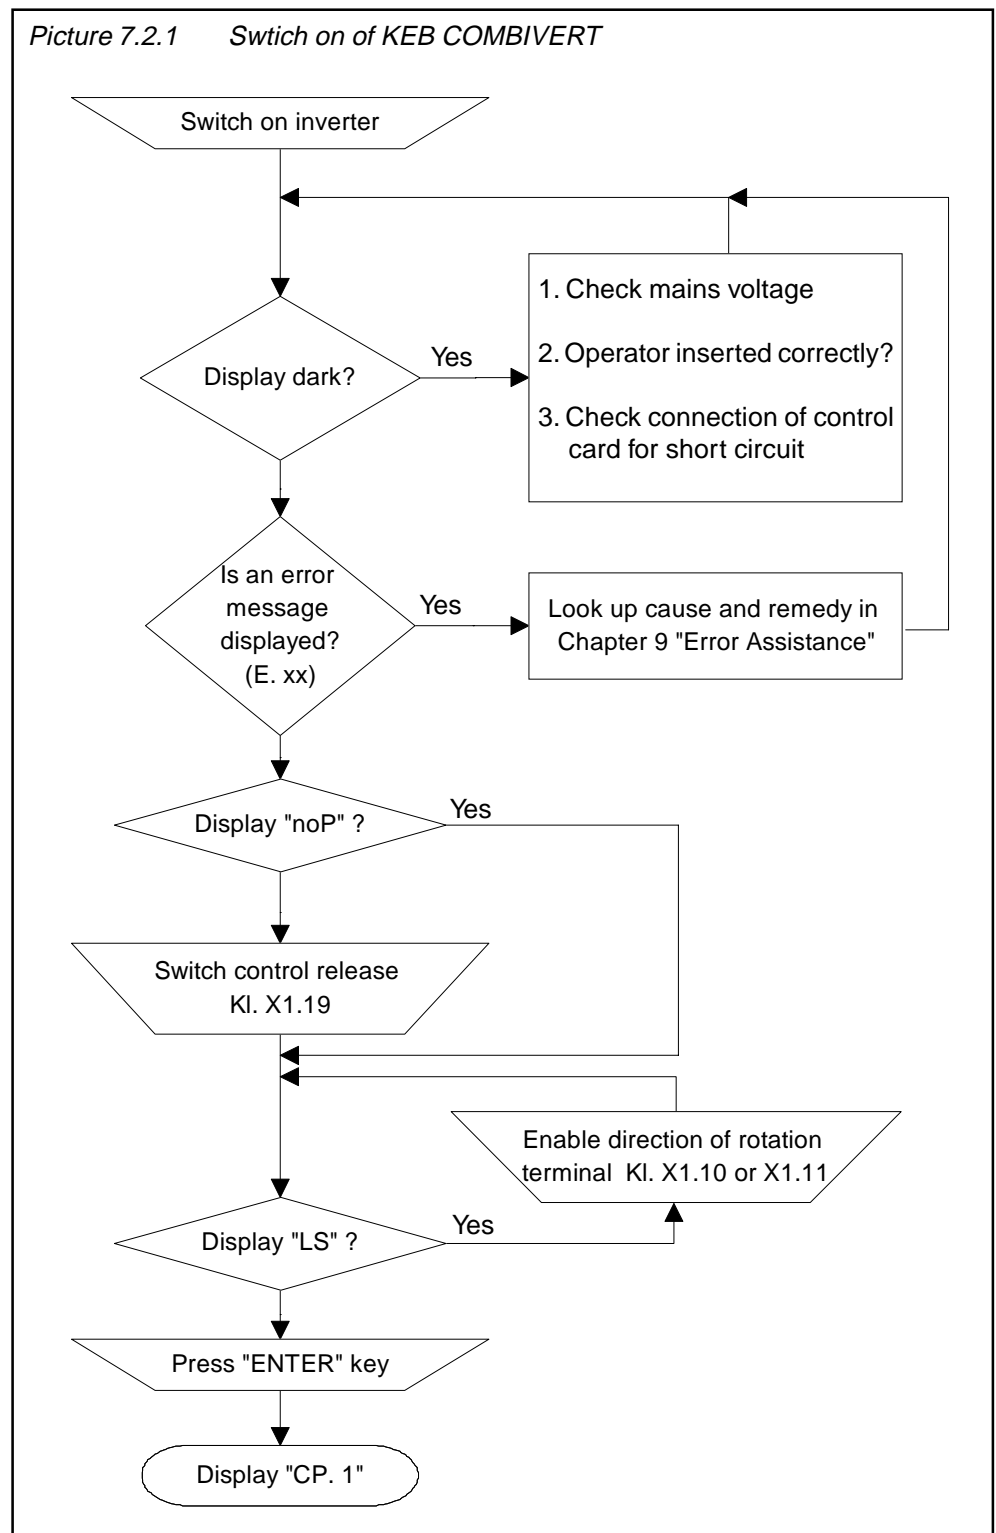 Picture 7.2.1 Swtich on of KEB COMBIVERT
Switch on inverter
1. Check mains voltage
2. Operator inserted correctly?
3. Check connection of control
card for short circuit
Display dark?
Yes
Is an error
message
displayed?
(E. xx)
Yes
Look up cause and remedy in
Chapter 9 "Error Assistance"
Display "noP" ?
Yes
Switch control release
Kl. X1.19
Enable direction of rotation
terminal Kl. X1.10 or X1.11
Display "LS" ?
Yes
Press "ENTER" key
Display "CP. 1"